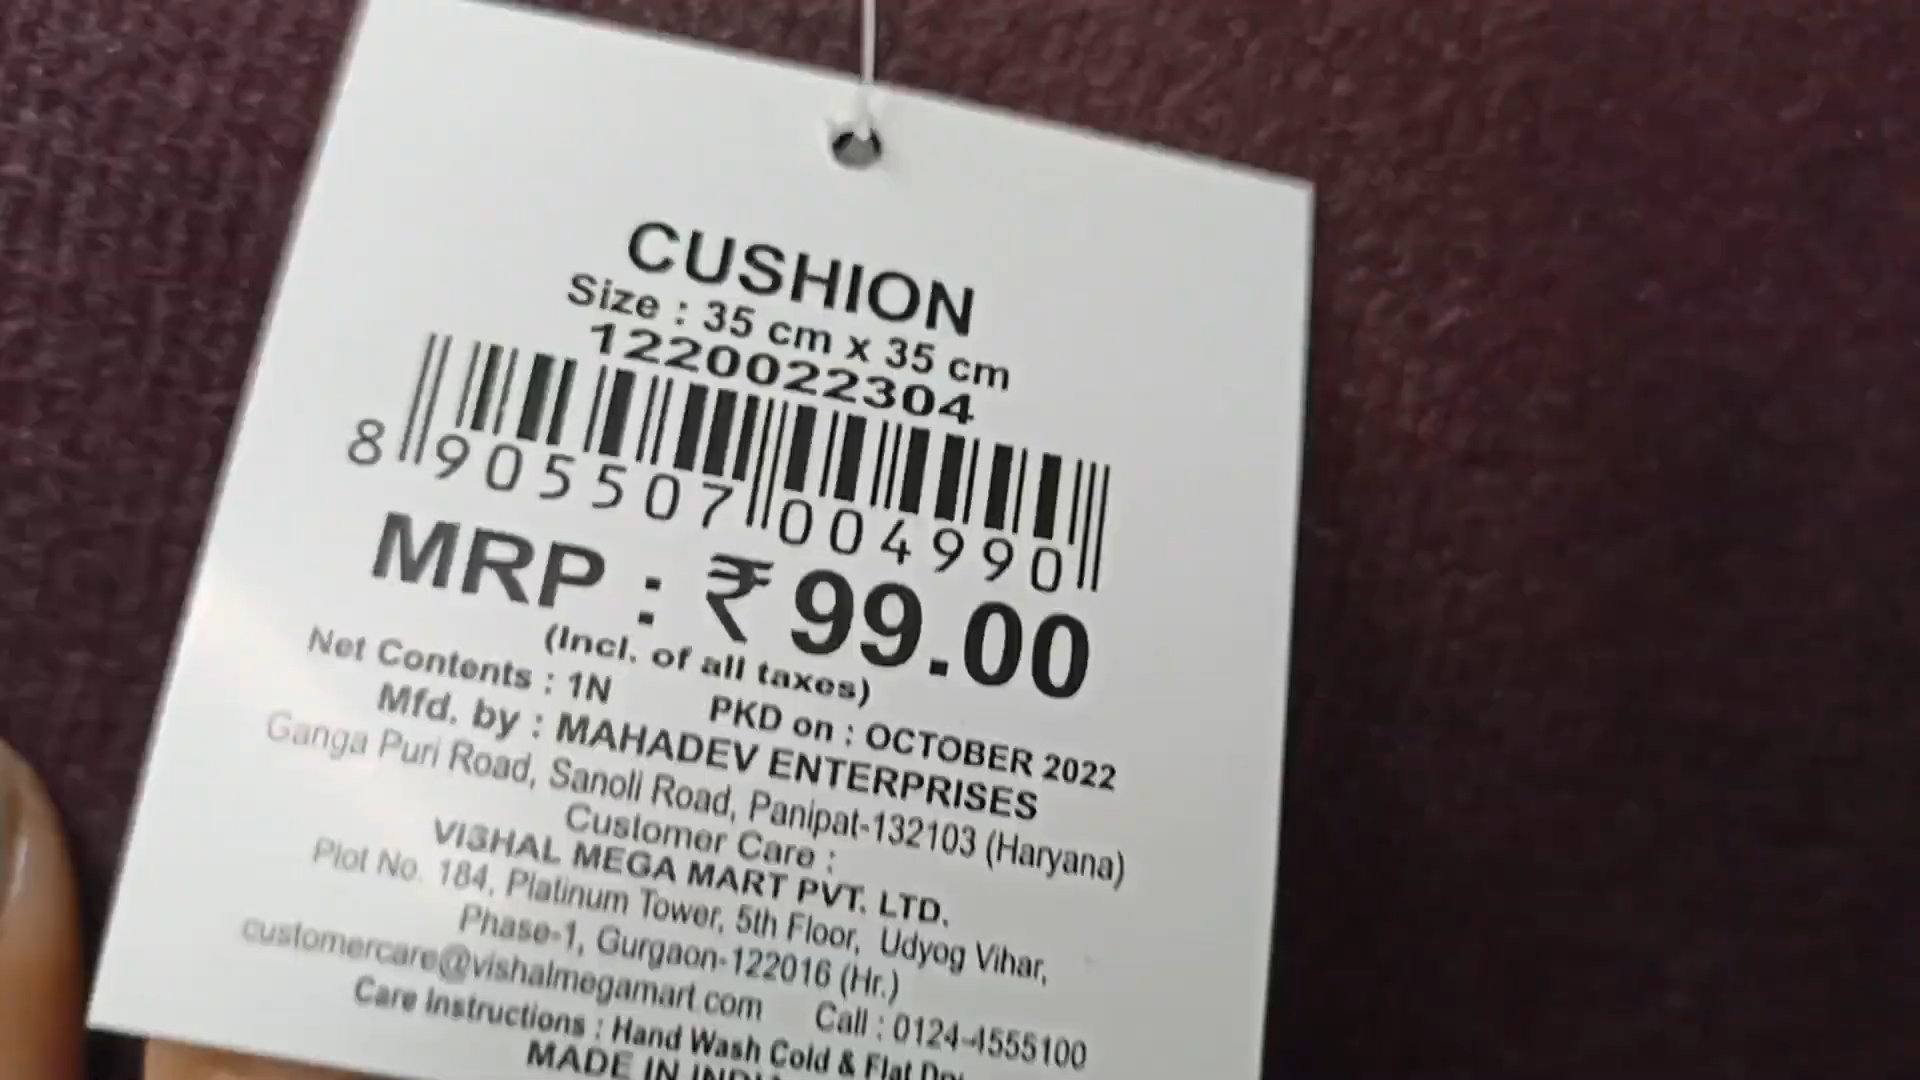 CUSHION
Size : 35 cm x 35 cm
1220022304
8 905507 004990
MRP : ₹ 99.00
(Incl. of all taxes)
Net Contents : 1N PKD on : OCTOBER 2022
Mfd. by : MAHADEV ENTERPRISES
Ganga Puri Road, Sanoli Road, Panipat-132103 (Haryana)
Customer Care :
VISHAL MEGA MART PVT. LTD.
Plot No. 184, Platinum Tower, 5th Floor, Udyog Vihar,
Phase-1, Gurgaon-122016 (Hr.)
customercare@vishalmegamart.com Call : 0124-4555100
Care Instructions : Hand Wash Cold & Flat
MADE IN